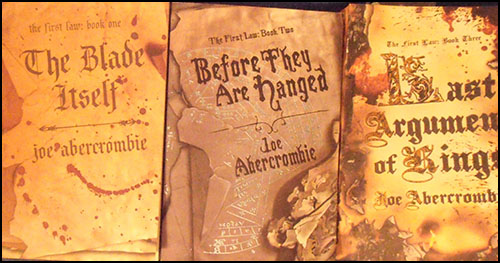 the first law: book one
The Blade
Itself
joe abercrombie
The First Law: Book Two
Before They
Are Hanged
Joe
Abercrombie
The First Law: Book Three
Last
Argumen
of Kings
Joe Abercromb